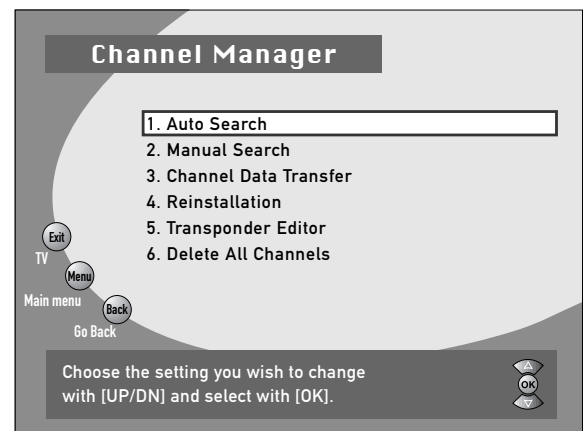 Channel Manager
1. Auto Search
2. Manual Search
3. Channel Data Transfer
4. Reinstallation
5. Transponder Editor
6. Delete All Channels
Exit
TV
Menu
Main menu
Back
Go Back
Choose the setting you wish to change
with [UP/DN] and select with [OK].
OK